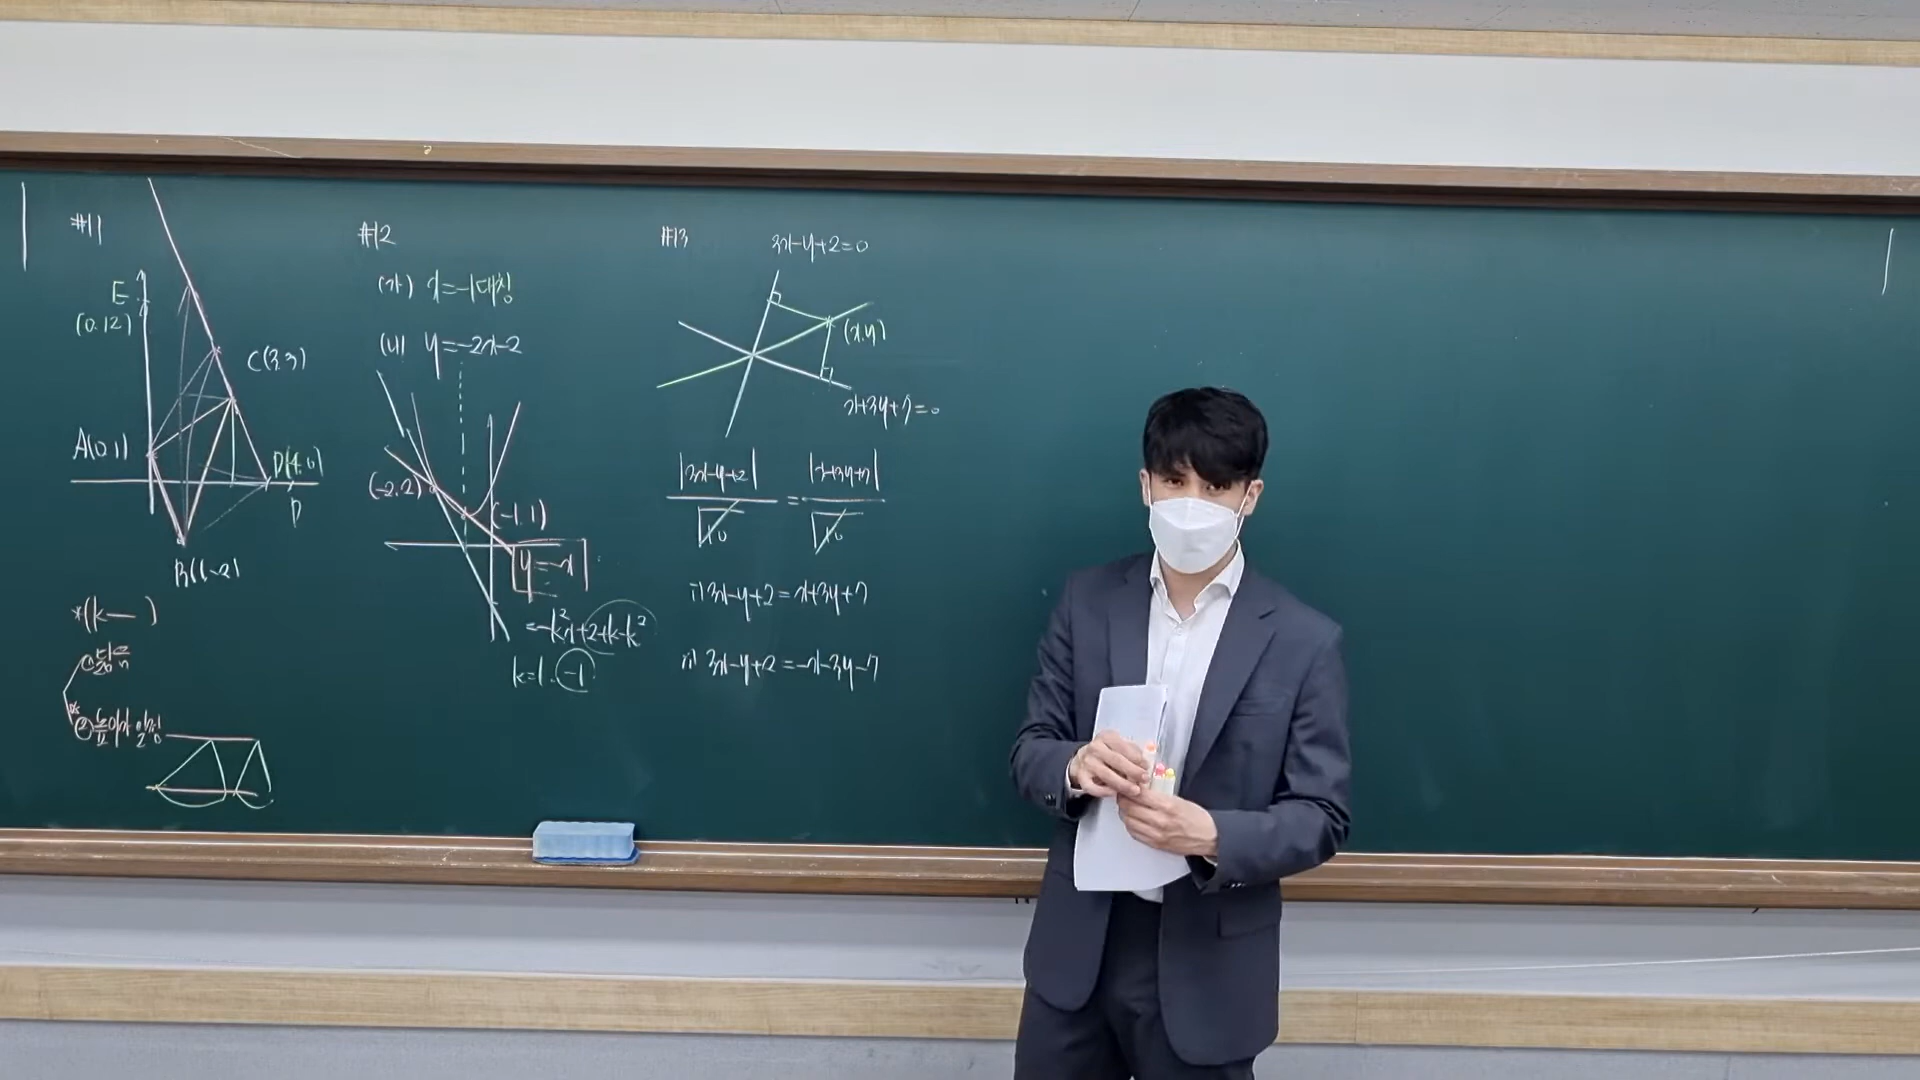 #11
E
(0.12)
C(3,3)
A(0.1)
D(4.0)
D
B(1-2)
*(k— )
#12
(가) x=-1대칭
(나) y=-2x-2
(-2.2)
(-1.1)
y=-x
=-k²x+2+k-k²
k=1.-1
#13
3x-y+2=0
(x.y)
x+3y+7=0
|3x-y+2| = |x+3y+7|
√10 √10
i) 3x-y+2=x+3y+7
ii) 3x-y+2=-x-3y-7